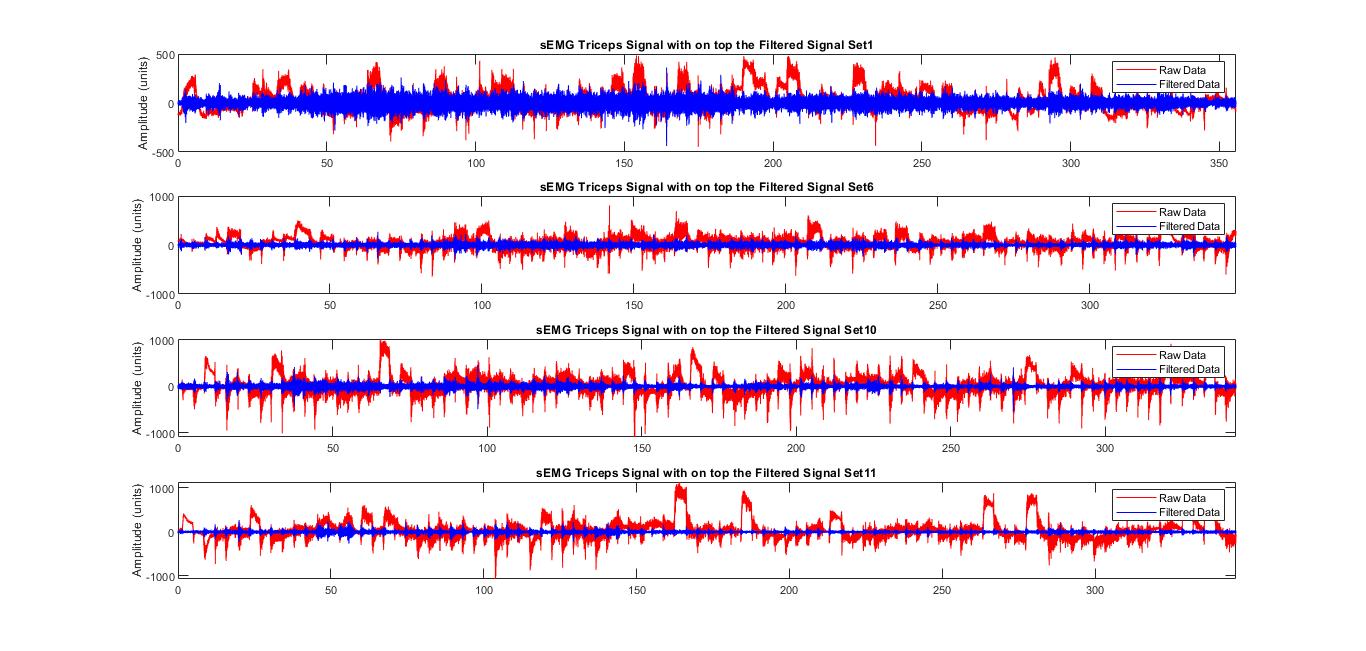 sEMG Triceps Signal with on top the Filtered Signal Set1
Amplitude (units)
500
0
-500
Raw Data
Filtered Data
0 50 100 150 200 250 300 350
sEMG Triceps Signal with on top the Filtered Signal Set6
Amplitude (units)
1000
0
-1000
Raw Data
Filtered Data
0 50 100 150 200 250 300
sEMG Triceps Signal with on top the Filtered Signal Set10
Amplitude (units)
1000
0
-1000
Raw Data
Filtered Data
0 50 100 150 200 250 300
sEMG Triceps Signal with on top the Filtered Signal Set11
Amplitude (units)
1000
0
-1000
Raw Data
Filtered Data
0 50 100 150 200 250 300